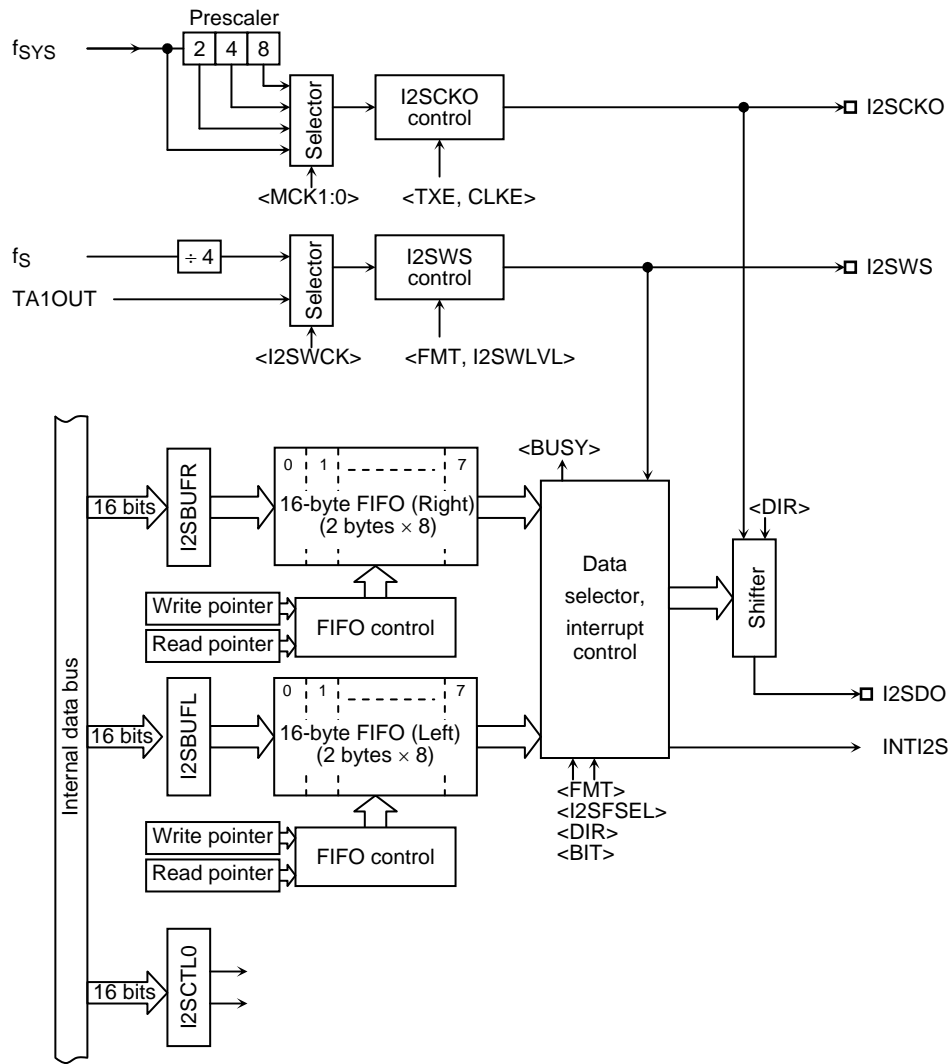 Prescaler
fSYS
2 4 8
Selector
I2SCKO
control
I2SCKO
<MCK1:0>
<TXE, CLKE>
fS
÷ 4
TA1OUT
Selector
I2SWS
control
I2SWS
<I2SWCK>
<FMT, I2SWLVL>
Internal data bus
16 bits
I2SBUFR
0 1 7
16-byte FIFO (Right)
(2 bytes × 8)
Write pointer
Read pointer
FIFO control
<BUSY>
Data
selector,
interrupt
control
<DIR>
Shifter
I2SDO
INTI2S
16 bits
I2SBUFL
0 1 7
16-byte FIFO (Left)
(2 bytes × 8)
Write pointer
Read pointer
FIFO control
<FMT>
<I2SFSEL>
<DIR>
<BIT>
16 bits
I2SCTL0